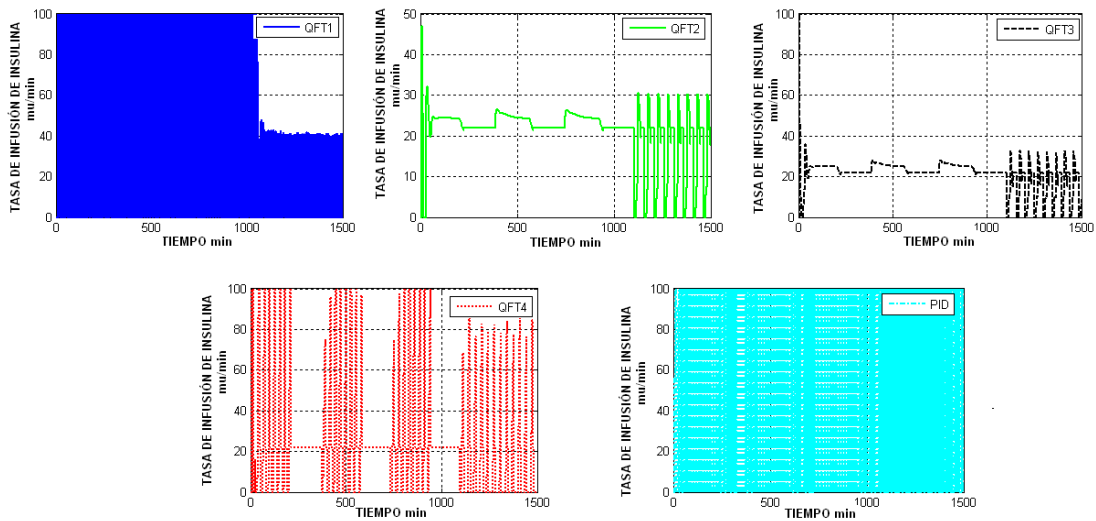 TASA DE INFUSIÓN DE INSULINA
mu/min
100
80
60
40
20
0
0
500
1000
1500
TIEMPO min
QFT1
TASA DE INFUSIÓN DE INSULINA
mu/min
50
40
30
20
10
0
0
500
1000
1500
TIEMPO min
QFT2
TASA DE INFUSIÓN DE INSULINA
mu/min
100
80
60
40
20
0
0
500
1000
1500
TIEMPO min
QFT3
TASA DE INFUSIÓN DE INSULINA
mu/min
100
80
60
40
20
0
0
500
1000
1500
TIEMPO min
QFT4
TASA DE INFUSIÓN DE INSULINA
mu/min
100
80
60
40
20
0
0
500
1000
1500
TIEMPO min
PID